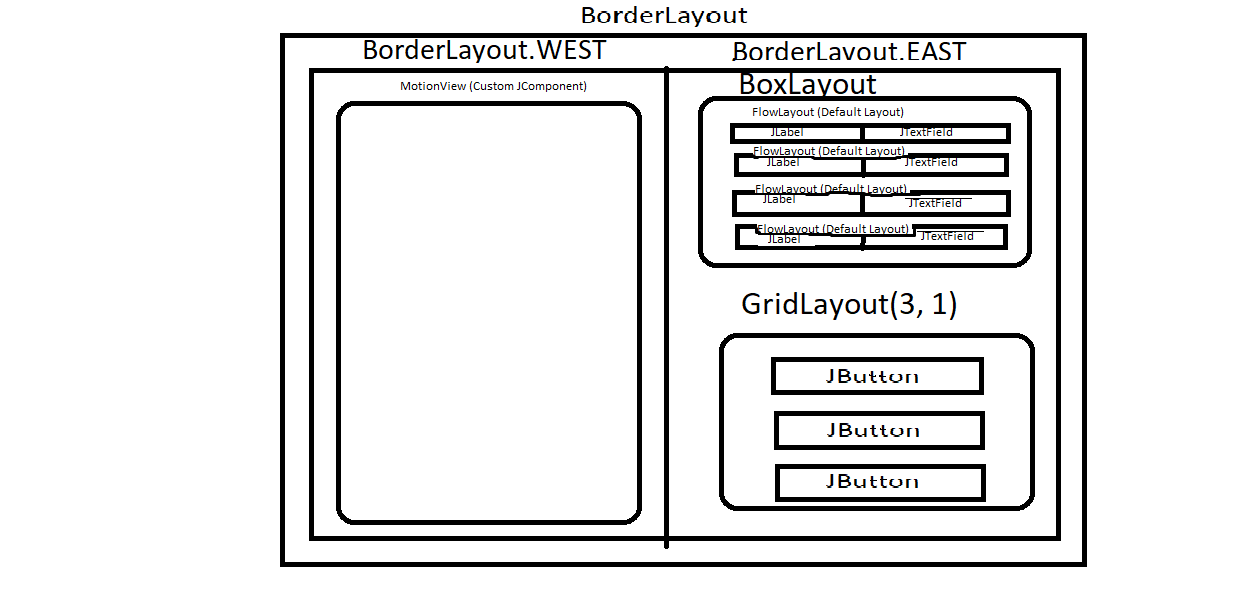 BorderLayout
BorderLayout.WEST
BorderLayout.EAST
MotionView (Custom JComponent)
BoxLayout
FlowLayout (Default Layout)
JLabel
JTextField
FlowLayout (Default Layout)
JLabel
JTextField
FlowLayout (Default Layout)
JLabel
JTextField
FlowLayout (Default Layout)
JLabel
JTextField
GridLayout(3, 1)
JButton
JButton
JButton